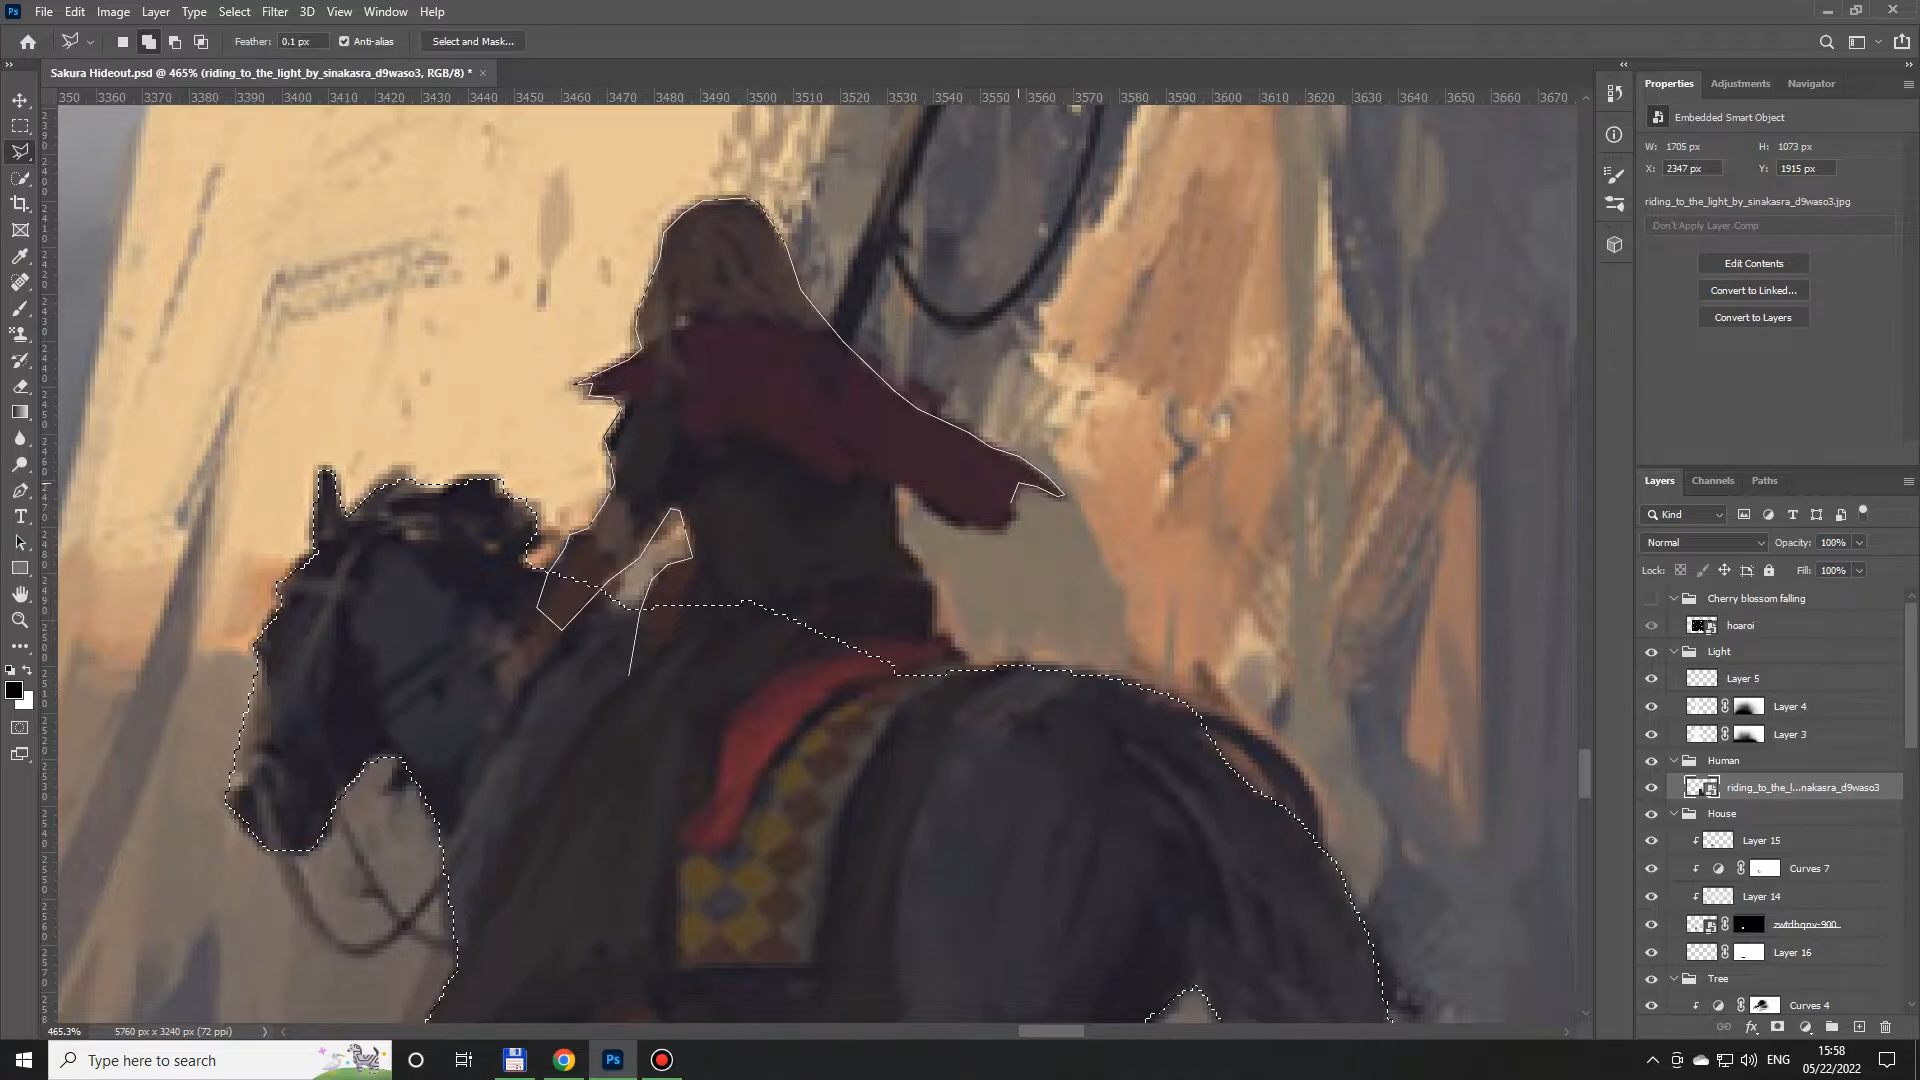 Ps File Edit Image Layer Type Select Filter 3D View Window Help
Feather: 0.1 px Anti-alias Select and Mask...
Sakura Hideout.psd @ 465% (riding_to_the_light_by_sinakasra_d9waso3, RGB/8) *
350 3360 3370 3380 3390 3400 3410 3420 3430 3440 3450 3460 3470 3480 3490 3500 3510 3520 3530 3540 3550 3560 3570 3580 3590 3600 3610 3620 3630 3640 3650 3660 3670
Properties Adjustments Navigator
Embedded Smart Object
W: 1705 px H: 1073 px
X: 2347 px Y: 1915 px
riding_to_the_light_by_sinakasra_d9waso3.jpg
Don't Apply Layer Comp
Edit Contents
Convert to Linked...
Convert to Layers
Layers Channels Paths
Kind
Normal Opacity: 100%
Lock: Fill: 100%
Cherry blossom falling
hoaroi
Light
Layer 5
Layer 4
Layer 3
Human
riding_to_the_l...nakasra_d9waso3
House
Layer 15
Curves 7
Layer 14
zwtdhqnv-900
Layer 16
Tree
Curves 4
465.3% 5760 px x 3240 px (72 ppi)
Type here to search
Ps
ENG
15:58
05/22/2022